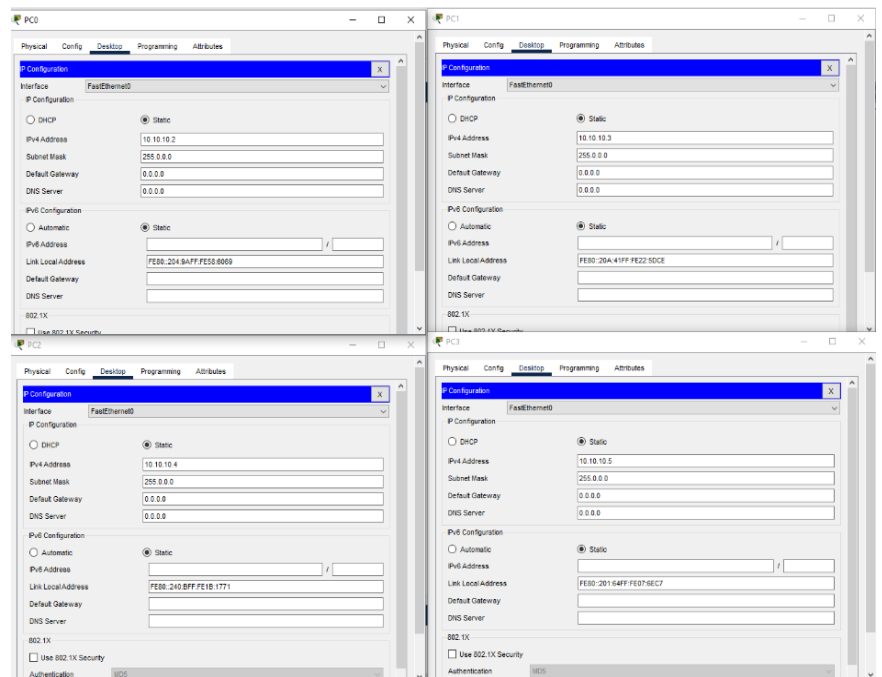 PC0
Physical Config Desktop Programming Attributes
IP Configuration X
Interface FastEthernet0
IP Configuration
DHCP Static
IPv4 Address 10.10.10.2
Subnet Mask 255.0.0.0
Default Gateway 0.0.0.0
DNS Server 0.0.0.0
IPv6 Configuration
Automatic Static
IPv6 Address /
Link Local Address FE80::204:9AFF:FE58:6069
Default Gateway
DNS Server
802.1X
Use 802.1X Security
PC1
Physical Config Desktop Programming Attributes
IP Configuration X
Interface FastEthernet0
IP Configuration
DHCP Static
IPv4 Address 10.10.10.3
Subnet Mask 255.0.0.0
Default Gateway 0.0.0.0
DNS Server 0.0.0.0
IPv6 Configuration
Automatic Static
IPv6 Address /
Link Local Address FE80::20A:41FF:FE22:5DCE
Default Gateway
DNS Server
802.1X
Use 802.1X Security
PC2
Physical Config Desktop Programming Attributes
IP Configuration X
Interface FastEthernet0
IP Configuration
DHCP Static
IPv4 Address 10.10.10.4
Subnet Mask 255.0.0.0
Default Gateway 0.0.0.0
DNS Server 0.0.0.0
IPv6 Configuration
Automatic Static
IPv6 Address /
Link Local Address FE80::240:BFF:FE1B:1771
Default Gateway
DNS Server
802.1X
Use 802.1X Security
Authentication MD5
PC3
Physical Config Desktop Programming Attributes
IP Configuration X
Interface FastEthernet0
IP Configuration
DHCP Static
IPv4 Address 10.10.10.5
Subnet Mask 255.0.0.0
Default Gateway 0.0.0.0
DNS Server 0.0.0.0
IPv6 Configuration
Automatic Static
IPv6 Address /
Link Local Address FE80::201:64FF:FE07:6EC7
Default Gateway
DNS Server
802.1X
Use 802.1X Security
Authentication MD5